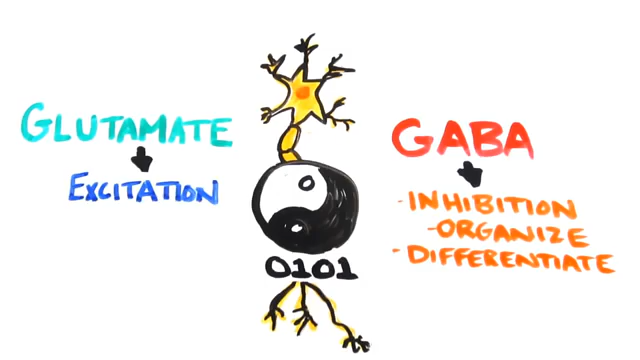 GLUTAMATE
EXCITATION
0101
GABA
-INHIBITION
-ORGANIZE
-DIFFERENTIATE